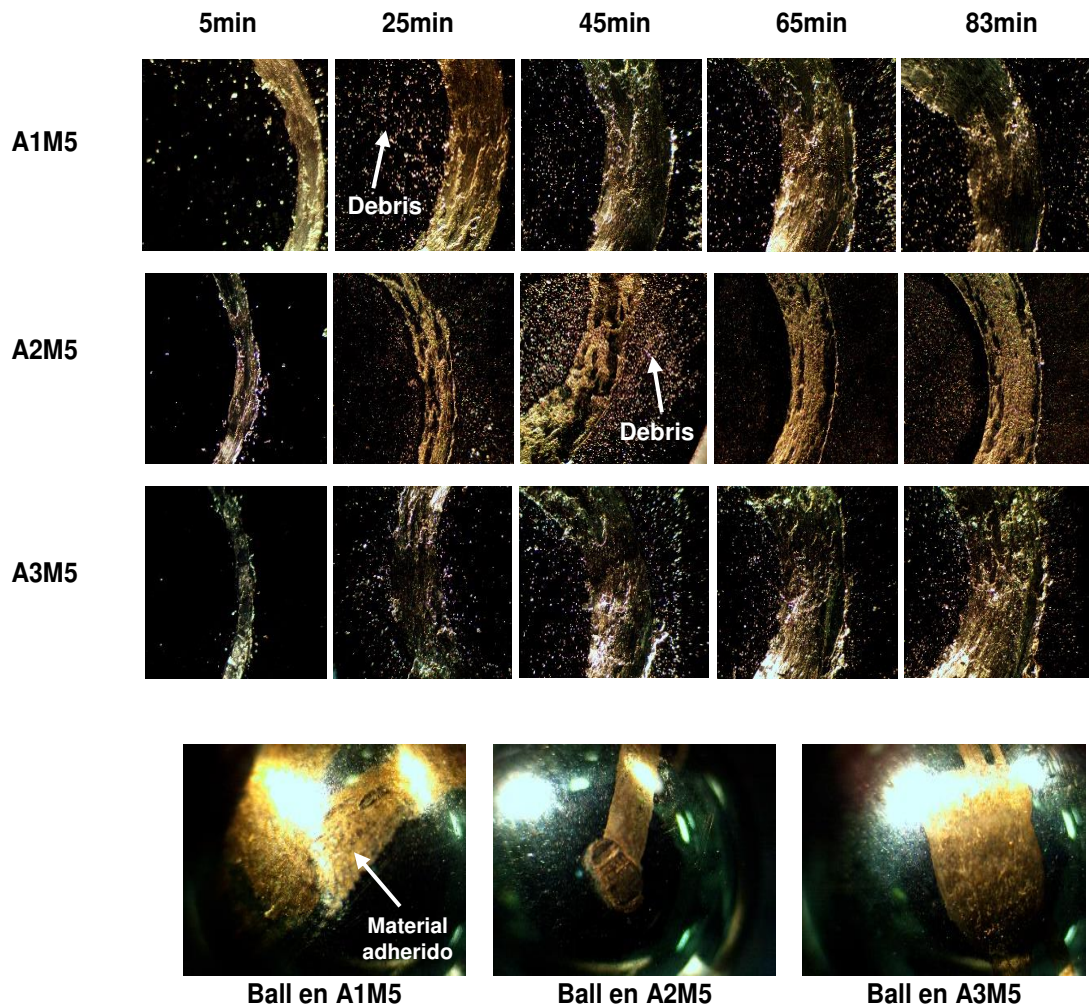 5min 25min 45min 65min 83min
A1M5
Debris
A2M5
Debris
A3M5
Material
adherido
Ball en A1M5 Ball en A2M5 Ball en A3M5